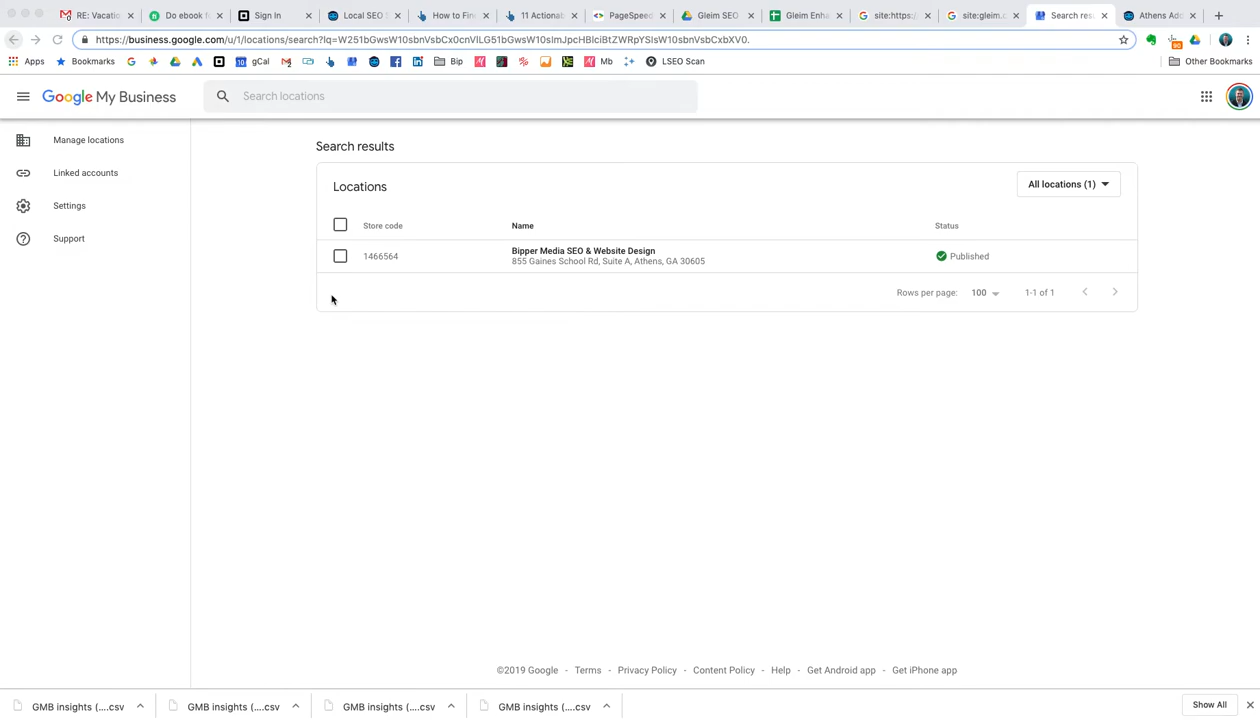 RE: Vacatio
Do ebook f
Sign In
Local SEO S
How to Fin
11 Actionab
PageSpeed
Gleim SEO
Gleim Enha
site:https:/
site:gleim.c
Search resu
Athens Ado
https://business.google.com/u/1/locations/search?lq=W251bGwsW10sbnVsbCx0cnVlLG51bGwsW10sImJpcHBlciBtZWRpYSIsW10sbnVsbCxbXV0.
90
Apps
Bookmarks
gCal
Bip
Mb
LSEO Scan
Other Bookmarks
Google My Business
Search locations
Manage locations
Linked accounts
Settings
Support
Search results
Locations
All locations (1)
Store code
Name
Status
1466564
Bipper Media SEO & Website Design
855 Gaines School Rd, Suite A, Athens, GA 30605
Published
Rows per page: 100
1-1 of 1
©2019 Google - Terms - Privacy Policy - Content Policy - Help - Get Android app - Get iPhone app
GMB insights (....csv
GMB insights (....csv
GMB insights (....csv
GMB insights (....csv
Show All